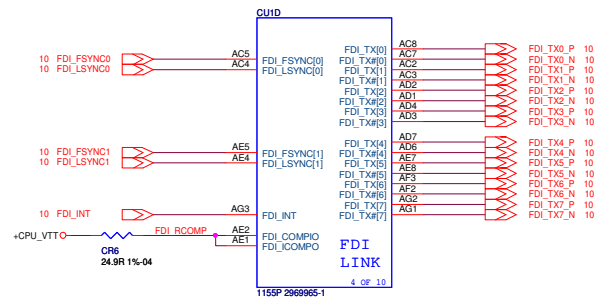 CU1D
10 FDI_FSYNC0 AC5 FDI_FSYNC[0]
10 FDI_LSYNC0 AC4 FDI_LSYNC[0]
FDI_TX[0] AC8 FDI_TX0_P 10
FDI_TX#[0] AC7 FDI_TX0_N 10
FDI_TX[1] AC2 FDI_TX1_P 10
FDI_TX#[1] AC3 FDI_TX1_N 10
FDI_TX[2] AD2 FDI_TX2_P 10
FDI_TX#[2] AD1 FDI_TX2_N 10
FDI_TX[3] AD4 FDI_TX3_P 10
FDI_TX#[3] AD3 FDI_TX3_N 10
10 FDI_FSYNC1 AE5 FDI_FSYNC[1]
10 FDI_LSYNC1 AE4 FDI_LSYNC[1]
FDI_TX[4] AD7 FDI_TX4_P 10
FDI_TX#[4] AD6 FDI_TX4_N 10
FDI_TX[5] AE7 FDI_TX5_P 10
FDI_TX#[5] AE8 FDI_TX5_N 10
FDI_TX[6] AF3 FDI_TX6_P 10
FDI_TX#[6] AF2 FDI_TX6_N 10
FDI_TX[7] AG2 FDI_TX7_P 10
FDI_TX#[7] AG1 FDI_TX7_N 10
10 FDI_INT AG3 FDI_INT
+CPU_VTT FDI_RCOMP AE2 FDI_COMPIO
AE1 FDI_ICOMPO
CR6
24.9R 1%-04
FDI
LINK
4 OF 10
1155P 2969965-1